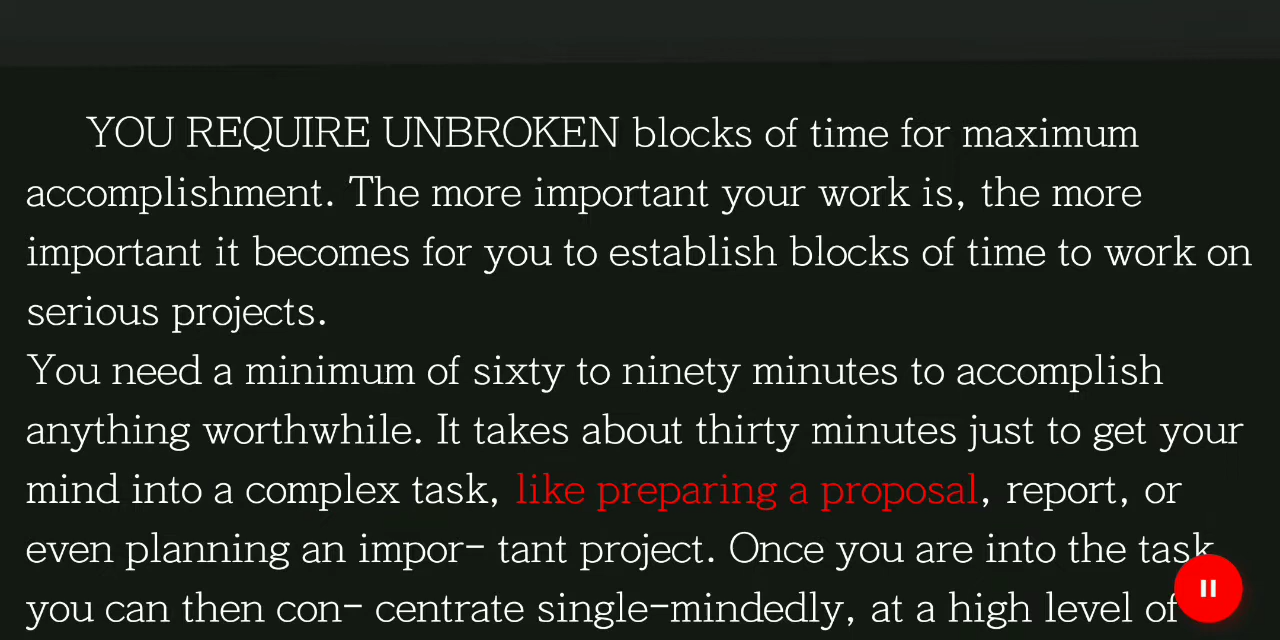 YOU REQUIRE UNBROKEN blocks of time for maximum
accomplishment. The more important your work is, the more
important it becomes for you to establish blocks of time to work on
serious projects.
You need a minimum of sixty to ninety minutes to accomplish
anything worthwhile. It takes about thirty minutes just to get your
mind into a complex task, like preparing a proposal, report, or
even planning an impor- tant project. Once you are into the task
you can then con- centrate single-mindedly, at a high level of